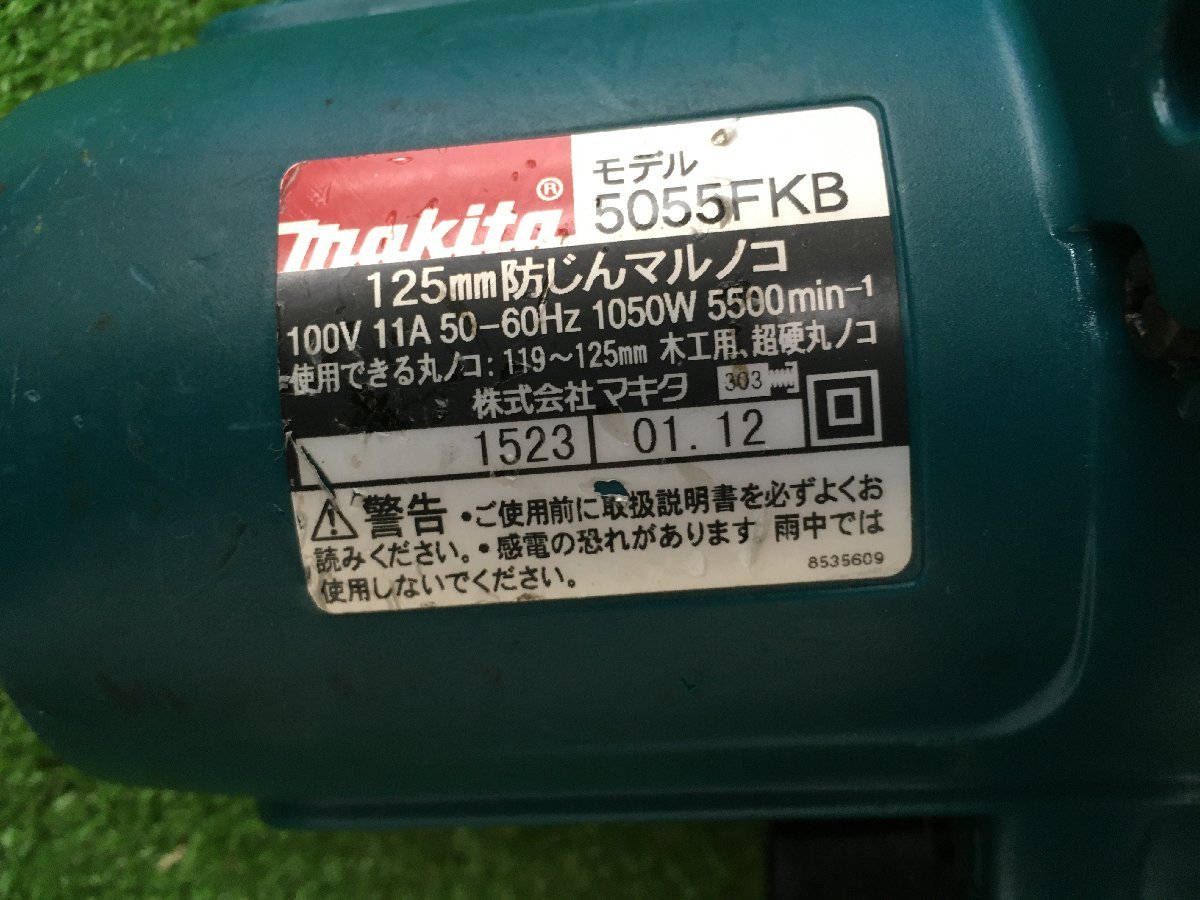 makita®
モデル
5055FKB
125mm防じんマルノコ
100V 11A 50-60Hz 1050W 5500min-1
使用できる丸ノコ：119～125mm 木工用、超硬丸ノコ
株式会社マキタ 303
1523 01.12
警告 ・ご使用前に取扱説明書を必ずよくお
読みください。・感電の恐れがあります 雨中では
使用しないでください。
8535609